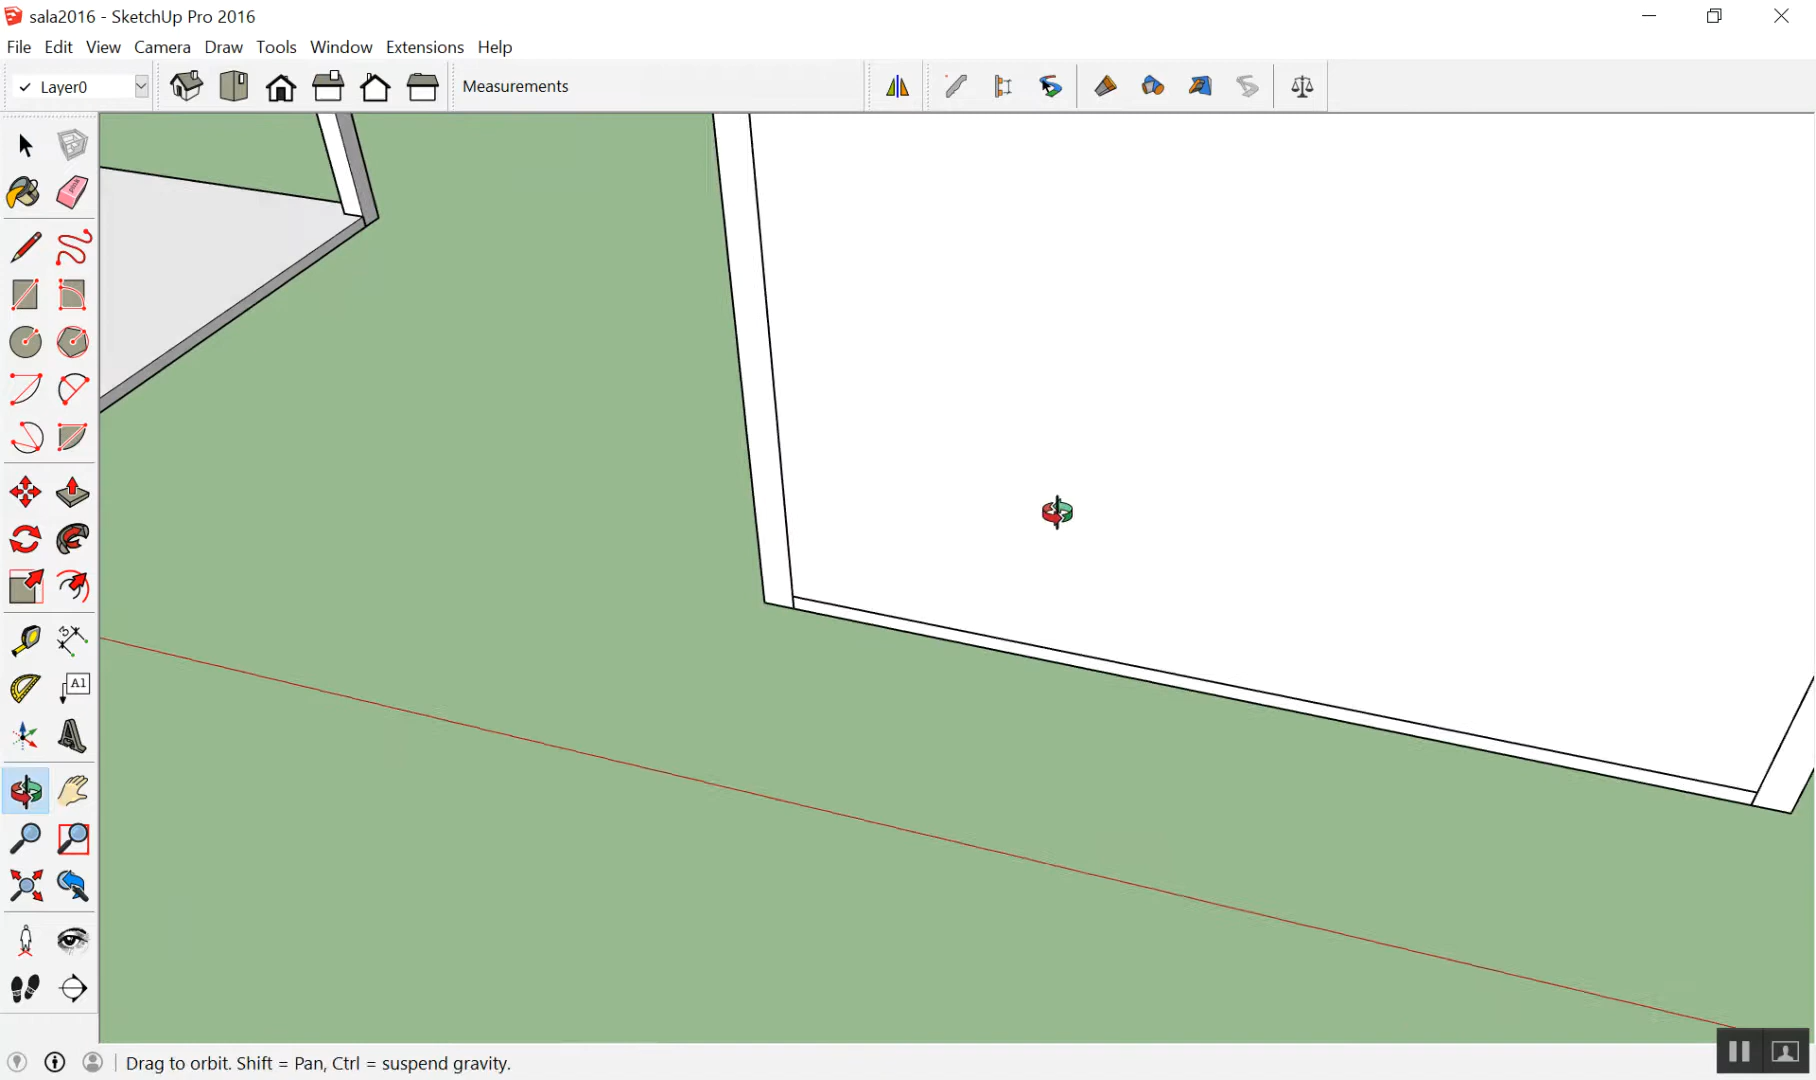 sala2016 - SketchUp Pro 2016
File Edit View Camera Draw Tools Window Extensions Help
Layer0
Measurements
A1
Drag to orbit. Shift = Pan, Ctrl = suspend gravity.